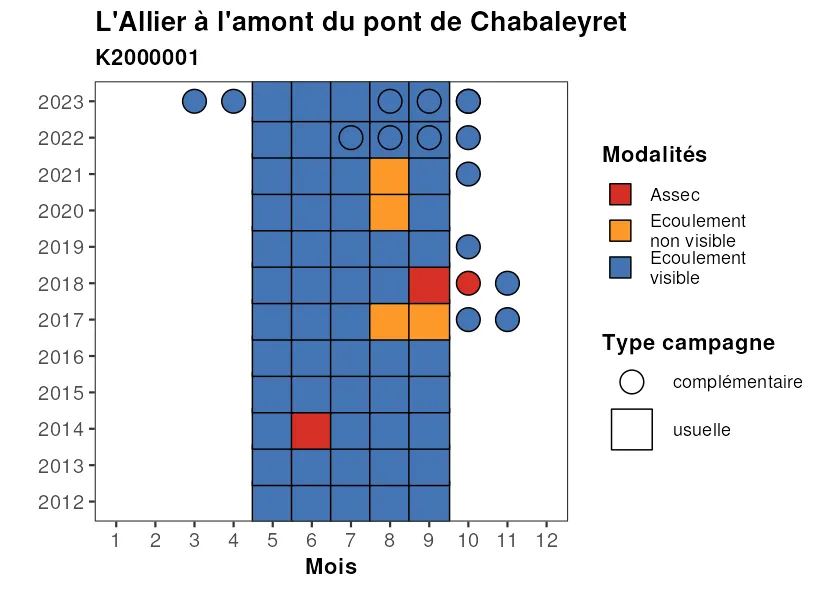 L'Allier à l'amont du pont de Chabaleyret
K2000001
2023
2022
2021
2020
2019
2018
2017
2016
2015
2014
2013
2012
1 2 3 4 5 6 7 8 9 10 11 12
Mois
Modalités
Assec
Ecoulement
non visible
Ecoulement
visible
Type campagne
complémentaire
usuelle